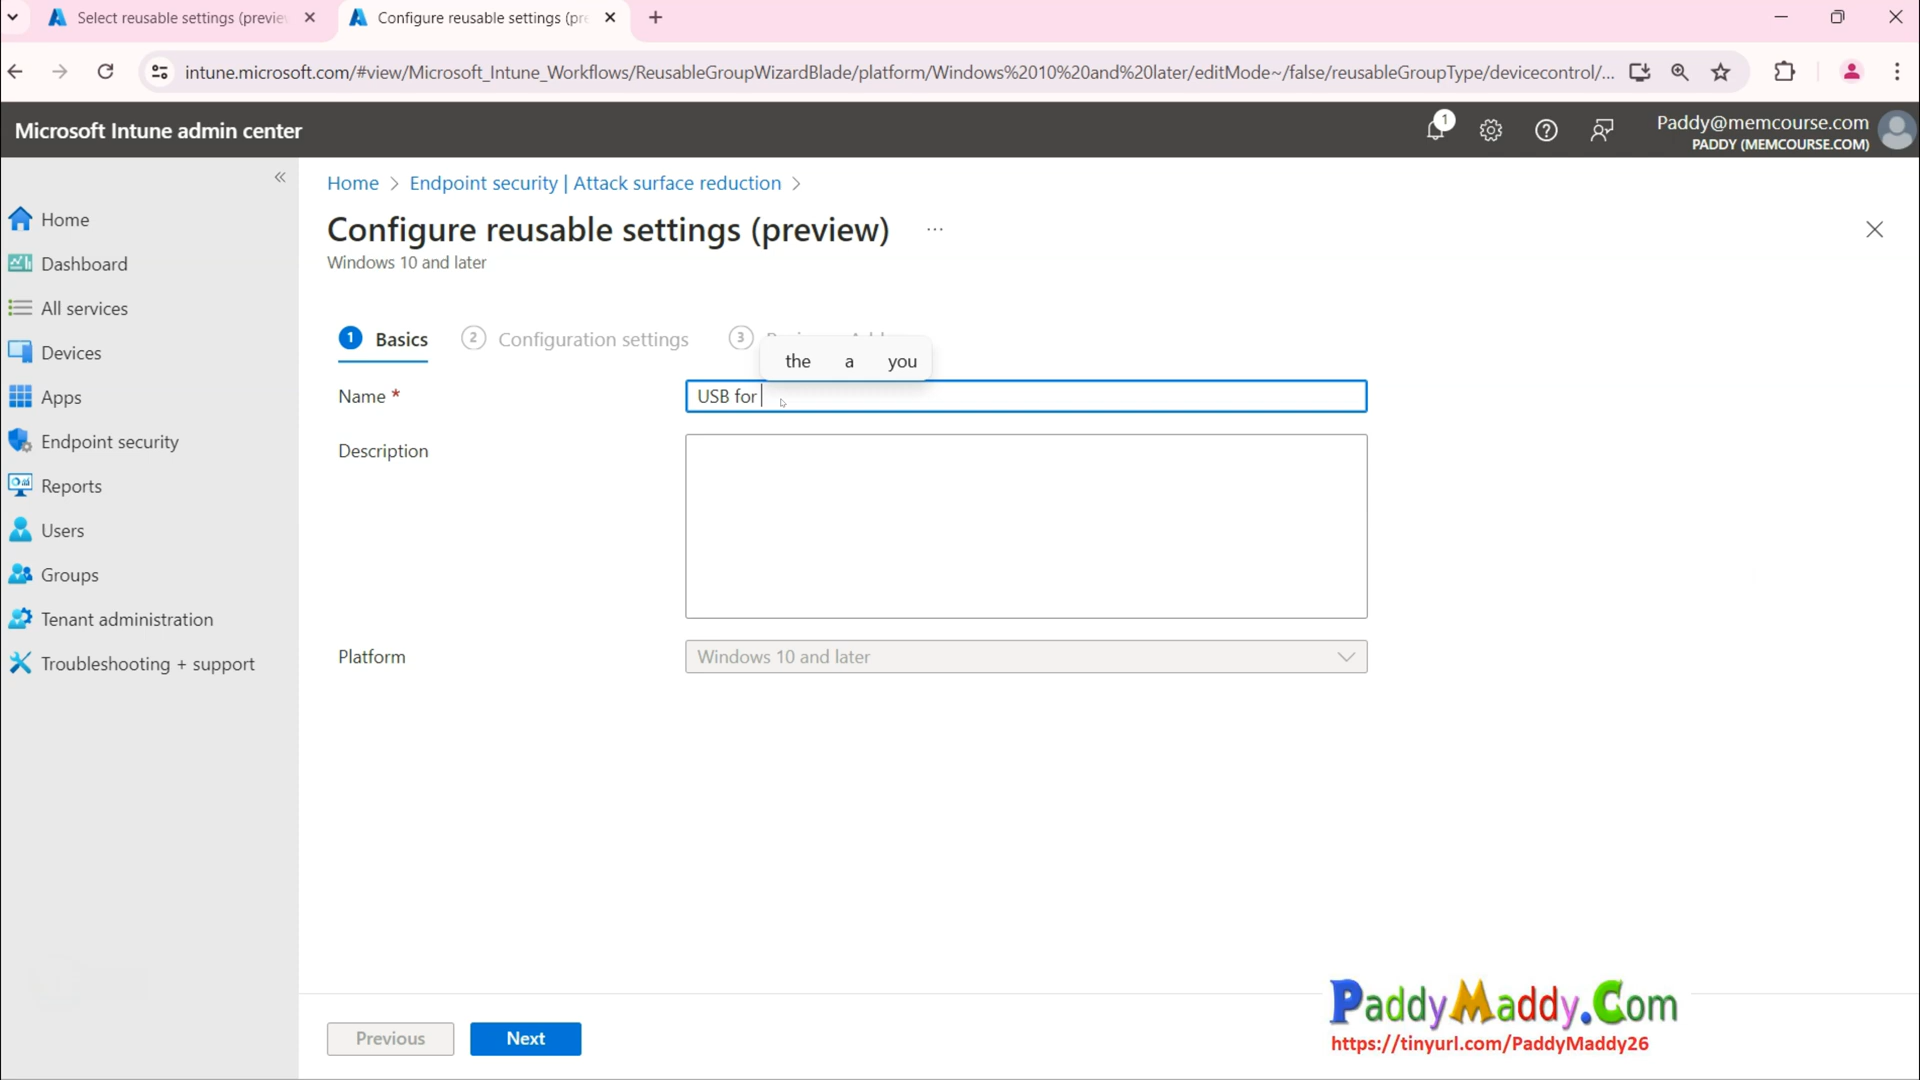 Select reusable settings (previe
Configure reusable settings (pre
intune.microsoft.com/#view/Microsoft_Intune_Workflows/ReusableGroupWizardBlade/platform/Windows%2010%20and%20later/editMode~/false/reusableGroupType/devicecontrol/...
Microsoft Intune admin center
1
Paddy@memcourse.com
PADDY (MEMCOURSE.COM)
Home > Endpoint security | Attack surface reduction >
Configure reusable settings (preview) ...
Windows 10 and later
Home
Dashboard
All services
Devices
Apps
Endpoint security
Reports
Users
Groups
Tenant administration
Troubleshooting + support
1 Basics
2 Configuration settings
3
the a you
Name *
USB for
Description
Platform
Windows 10 and later
Previous
Next
PaddyMaddy.Com
https://tinyurl.com/PaddyMaddy26